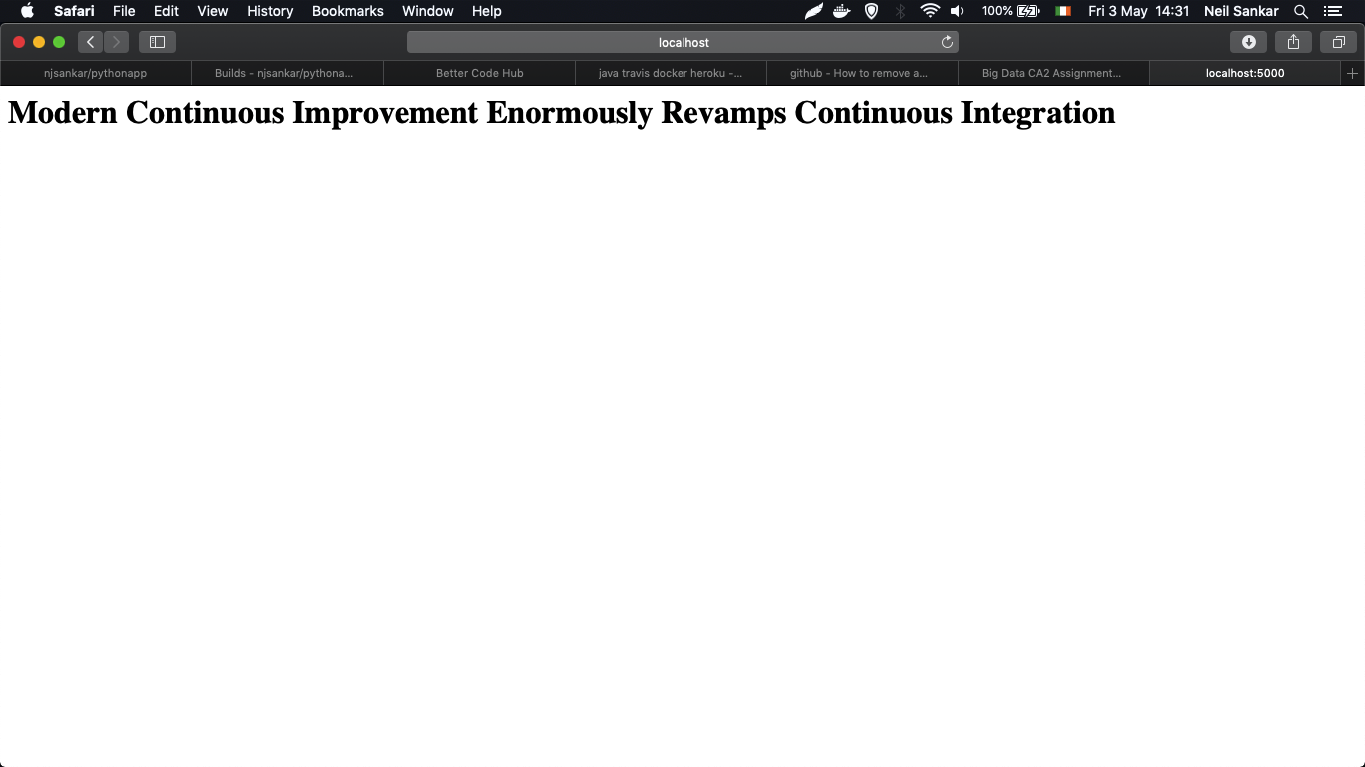 Safari File Edit View History Bookmarks Window Help 100% Fri 3 May 14:31 Neil Sankar
localhost
njsankar/pythonapp Builds - njsankar/pythona... Better Code Hub java travis docker heroku -... github - How to remove a... Big Data CA2 Assignment... localhost:5000
Modern Continuous Improvement Enormously Revamps Continuous Integration